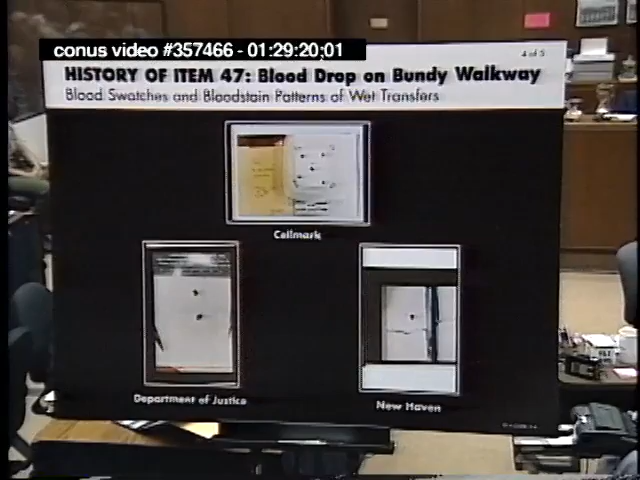 conus video #357466 - 01:29:20;01
4 of 5
HISTORY OF ITEM 47: Blood Drop on Bundy Walkway
Blood Swatches and Bloodstain Patterns of Wet Transfers
Cellmark
Department of Justice
New Haven